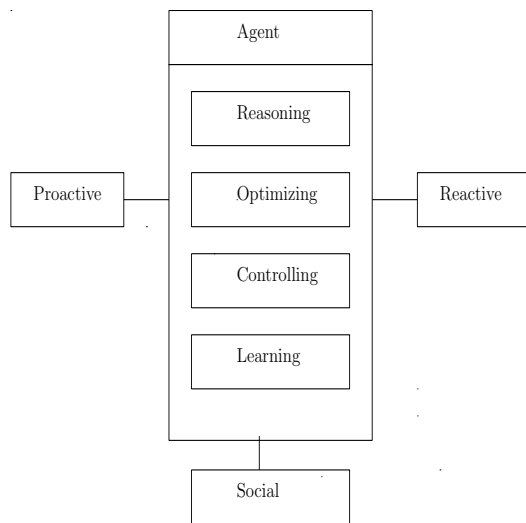 Agent
Reasoning
Proactive
Optimizing
Reactive
Controlling
Learning
Social